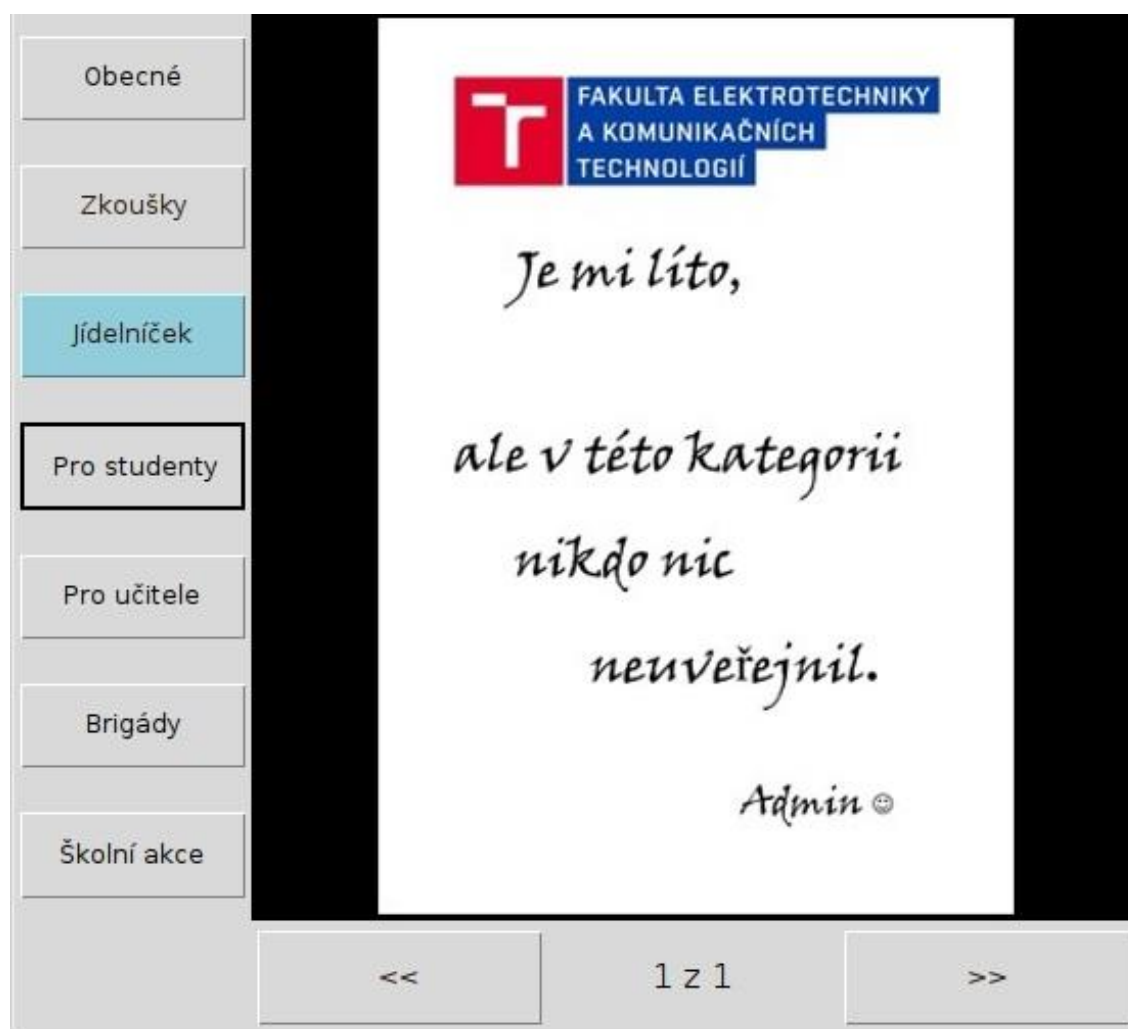 Obecné
Zkoušky
Jídelníček
Pro studenty
Pro učitele
Brigády
Školní akce
FAKULTA ELEKTROTECHNIKY
A KOMUNIKAČNÍCH
TECHNOLOGIÍ
Je mi líto,
ale v této kategorii
nikdo nic
neuveřejnil.
Admin ☺
<< 1 z 1 >>